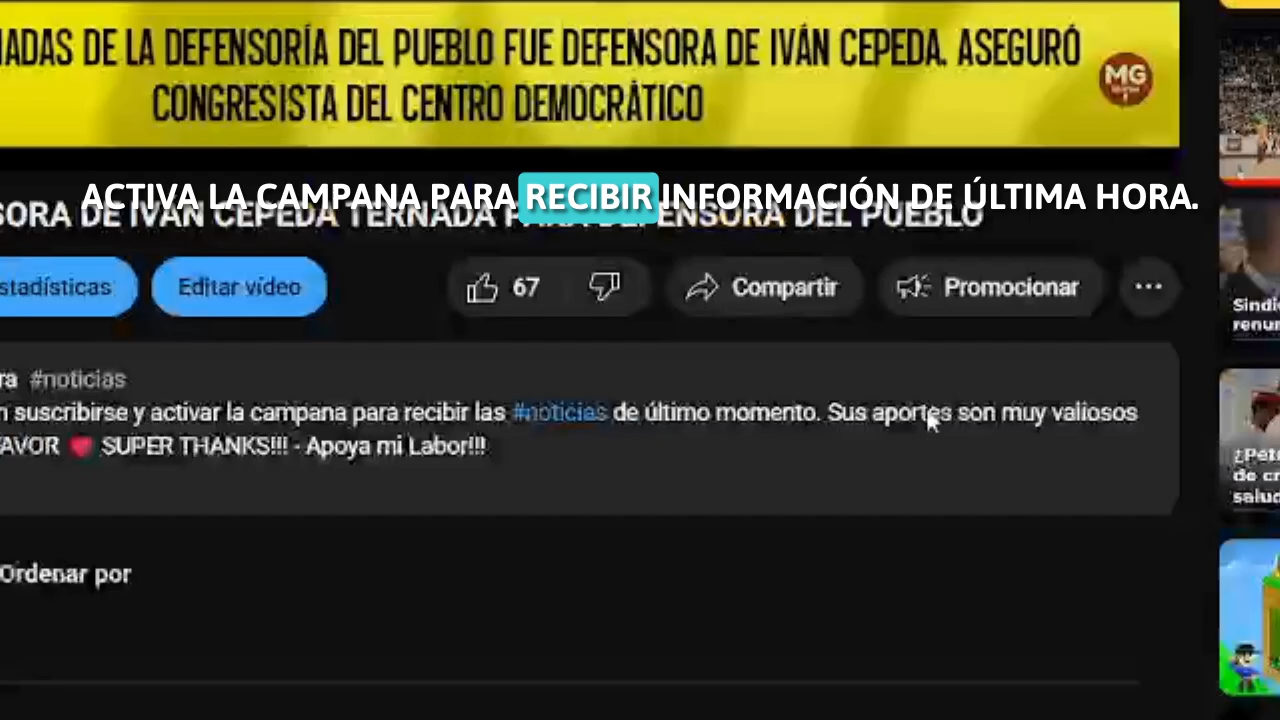 ADAS DE LA DEFENSORÍA DEL PUEBLO FUE DEFENSORA DE IVÁN CEPEDA. ASEGURÓ
CONGRESISTA DEL CENTRO DEMOCRÁTICO
MG
ACTIVA LA CAMPANA PARA RECIBIR INFORMACIÓN DE ÚLTIMA HORA.
SORA DE IVÁN CEPEDA TERNADA PARA DEFENSORA DEL PUEBLO
stadísticas
Editar vídeo
67
Compartir
Promocionar
ra #noticias
n suscribirse y activar la campana para recibir las #noticias de último momento. Sus aportes son muy valiosos
FAVOR ❤️ SUPER THANKS!!! - Apoya mi Labor!!!
Ordenar por
Sindi
renun
¿Petr
de cr
salud